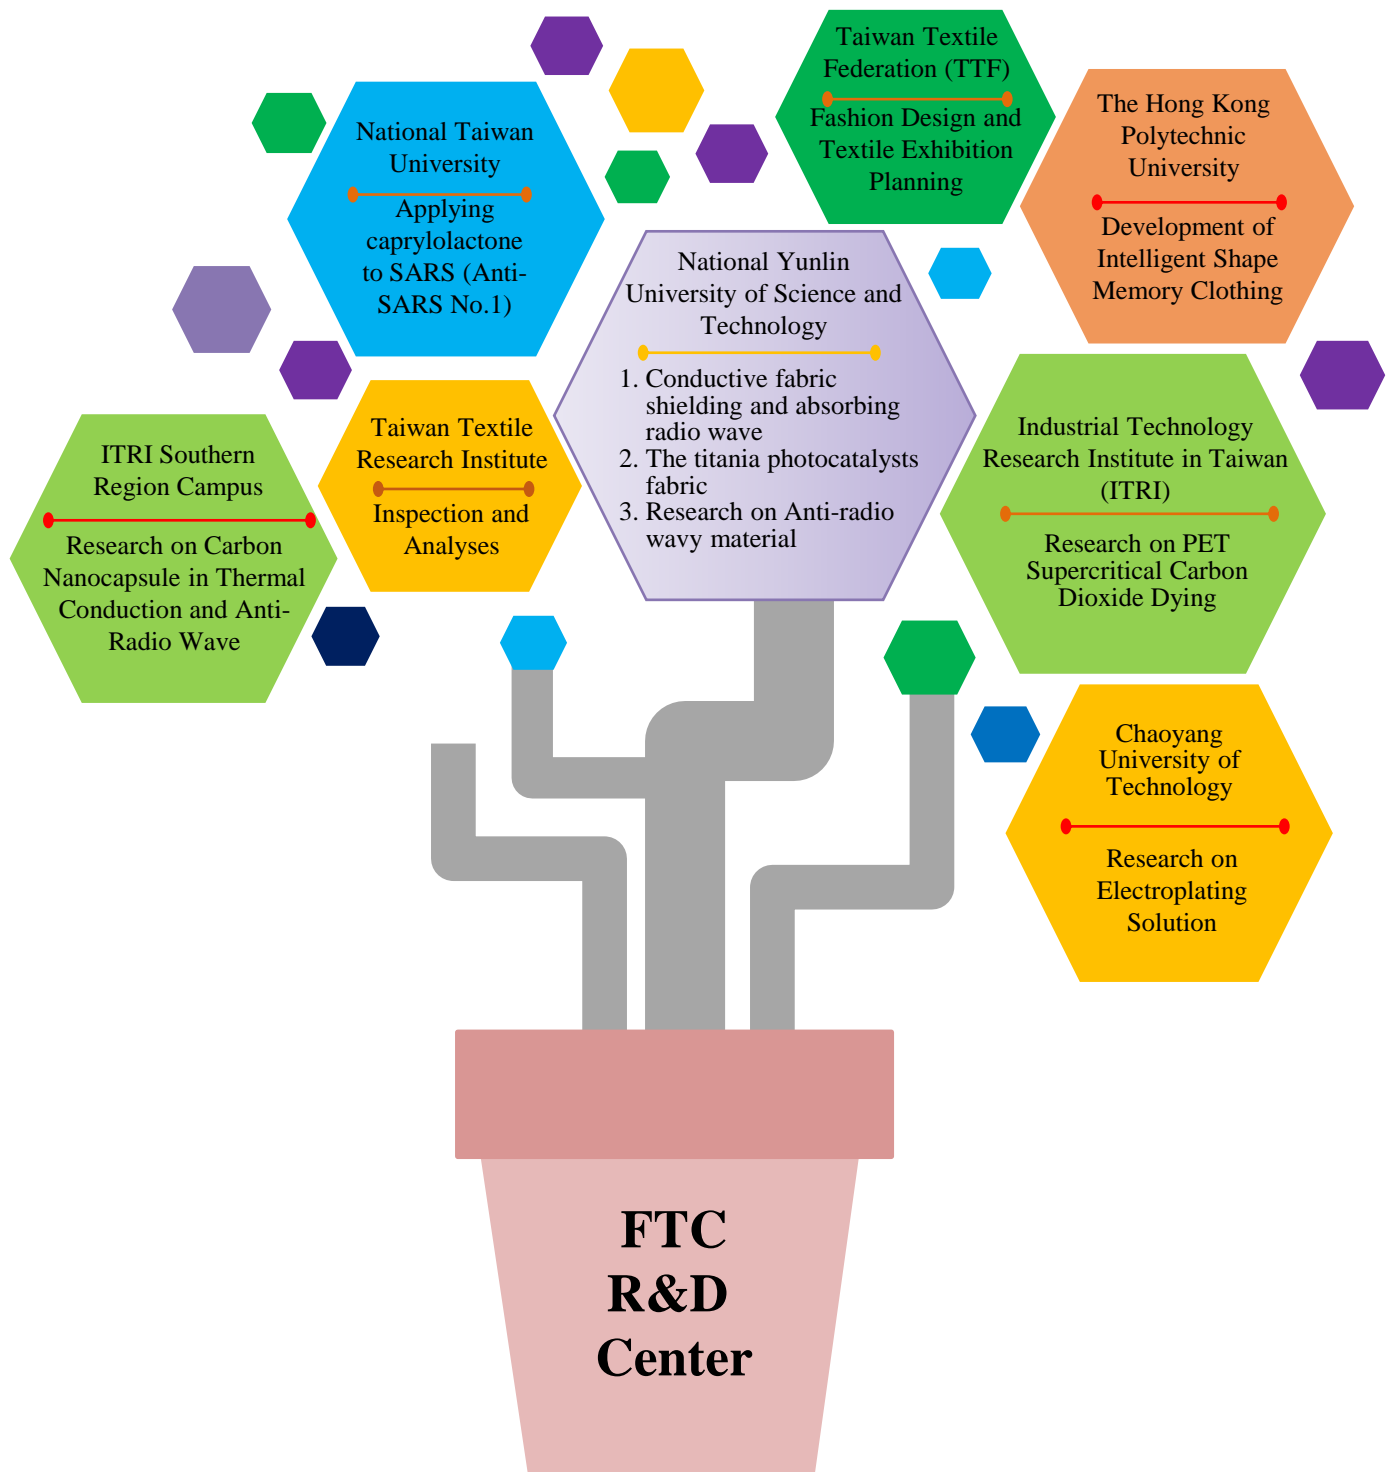 Taiwan Textile
Federation (TTF)
Fashion Design and
Textile Exhibition
Planning
The Hong Kong
Polytechnic
University
Development of
Intelligent Shape
Memory Clothing
National Taiwan
University
Applying
caprylolactone
to SARS (Anti-
SARS No.1)
National Yunlin
University of Science and
Technology
1. Conductive fabric
shielding and absorbing
radio wave
2. The titania photocatalysts
fabric
3. Research on Anti-radio
wavy material
Taiwan Textile
Research Institute
Inspection and
Analyses
ITRI Southern
Region Campus
Research on Carbon
Nanocapsule in Thermal
Conduction and Anti-
Radio Wave
Industrial Technology
Research Institute in Taiwan
(ITRI)
Research on PET
Supercritical Carbon
Dioxide Dying
Chaoyang
University of
Technology
Research on
Electroplating
Solution
FTC
R&D
Center